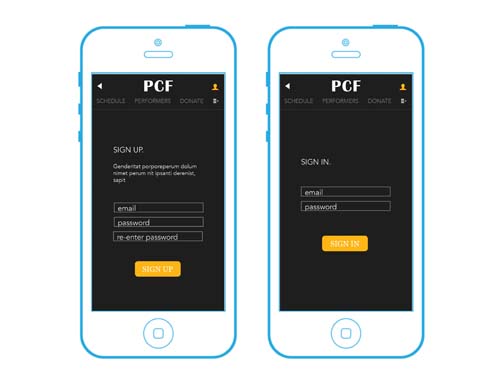 PCF
SCHEDULE PERFORMERS DONATE
SIGN UP.
Genderitat porporeperum dolum
nimet perum nit ipsanti derenist,
sapit
email
password
re-enter password
SIGN UP
PCF
SCHEDULE PERFORMERS DONATE
SIGN IN.
email
password
SIGN IN